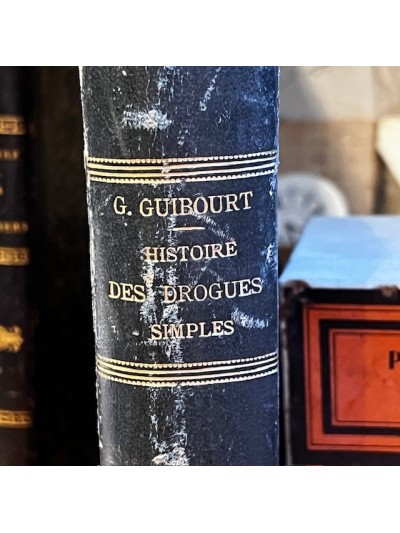 G. GUIBOURT
HISTOIRE
DES DROGUES
SIMPLES
P